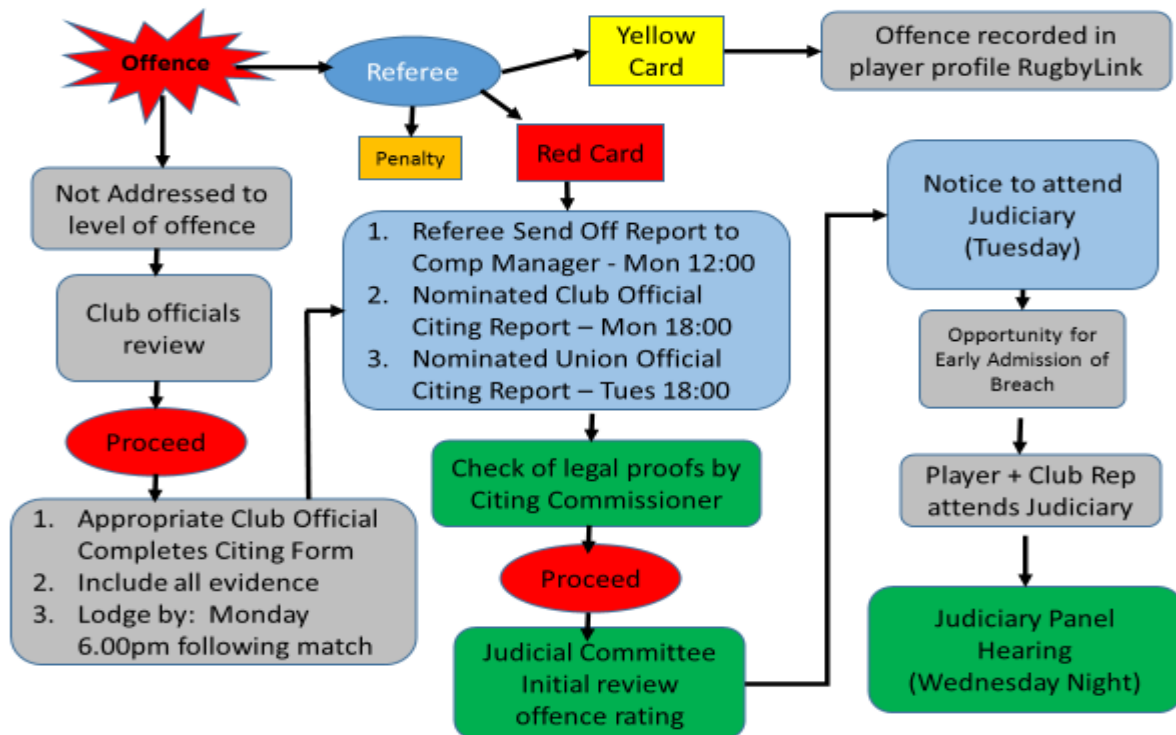 Offence
Referee
Yellow
Card
Offence recorded in
player profile RugbyLink
Penalty
Red Card
Not Addressed to
level of offence
Club officials
review
Proceed
1. Appropriate Club Official
Completes Citing Form
2. Include all evidence
3. Lodge by: Monday
6.00pm following match
1. Referee Send Off Report to
Comp Manager - Mon 12:00
2. Nominated Club Official
Citing Report – Mon 18:00
3. Nominated Union Official
Citing Report – Tues 18:00
Check of legal proofs by
Citing Commissioner
Proceed
Judicial Committee
Initial review
offence rating
Notice to attend
Judiciary
(Tuesday)
Opportunity for
Early Admission of
Breach
Player + Club Rep
attends Judiciary
Judiciary Panel
Hearing
(Wednesday Night)